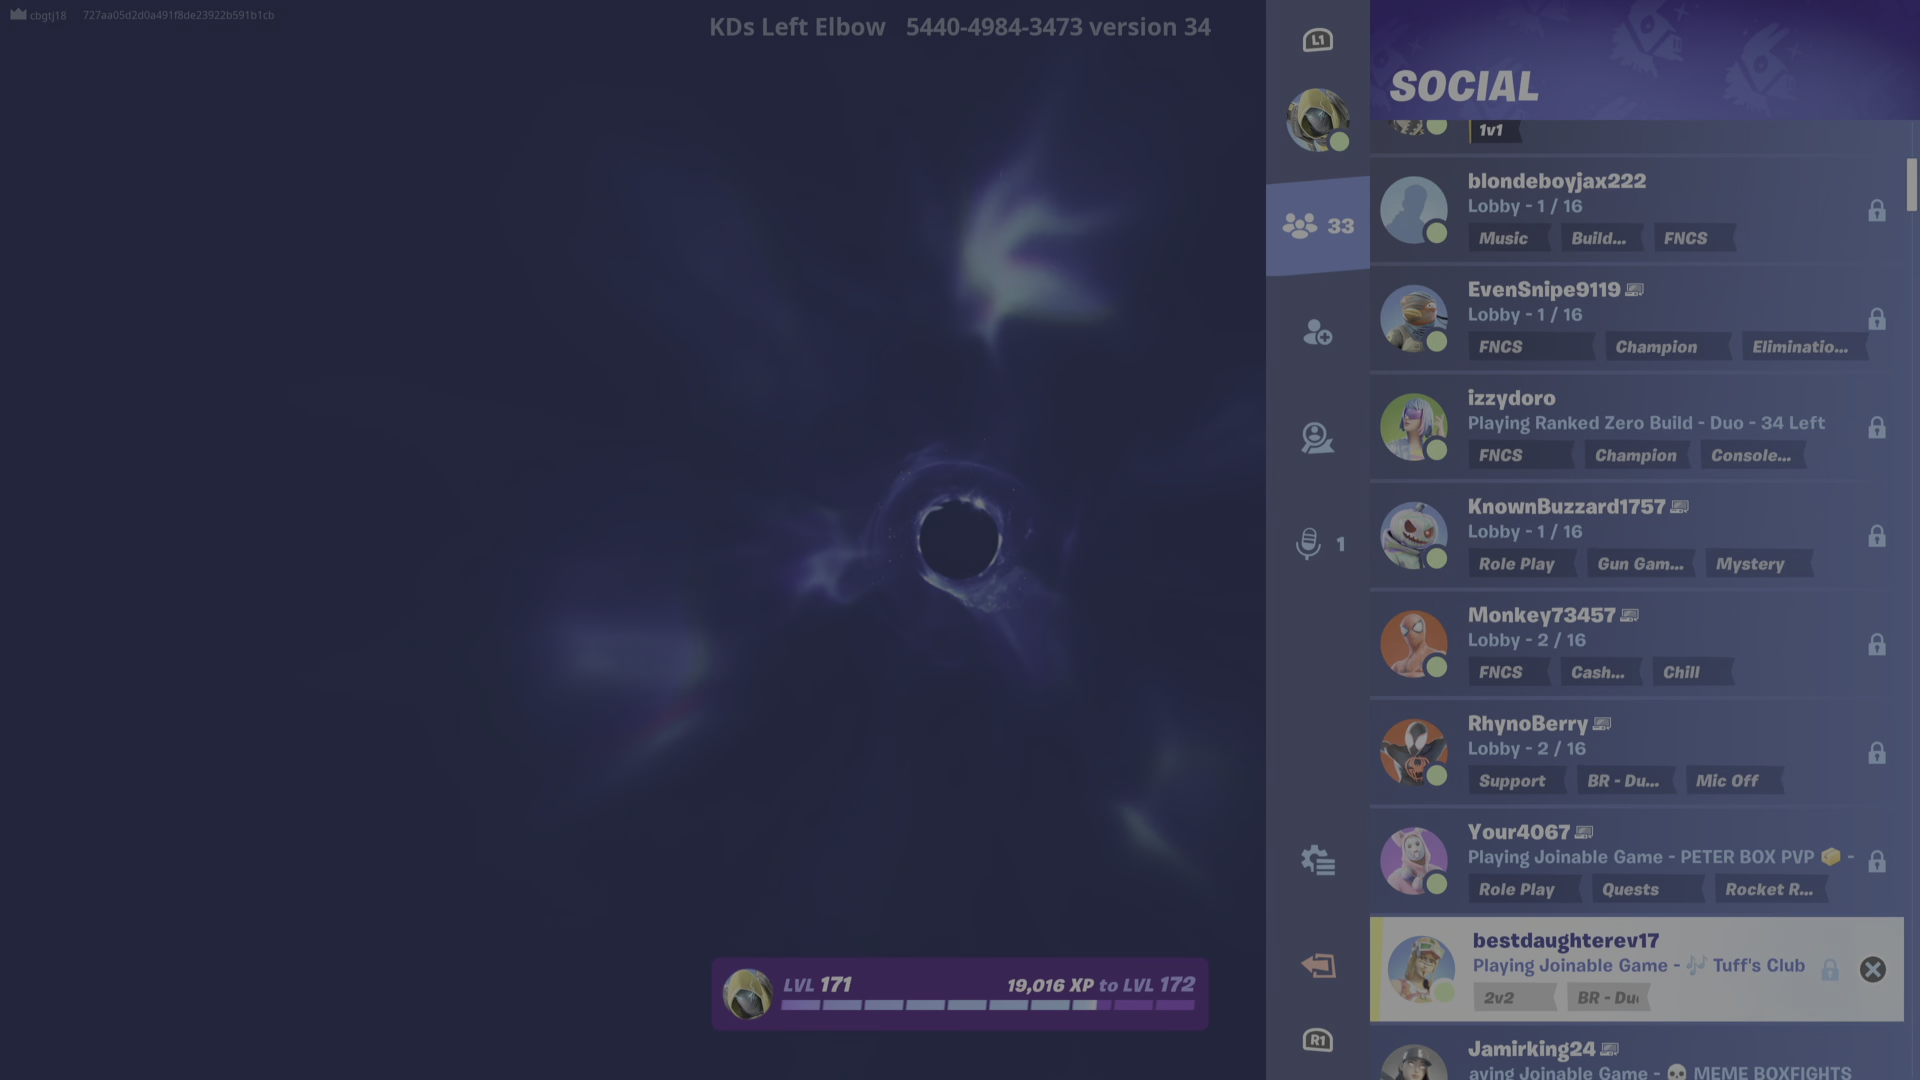 cbgtj18 727aa05d2d0a491f8de23922b591b1cb
KDs Left Elbow 5440-4984-3473 version 34
L1
SOCIAL
1v1
blondeboyjax222
Lobby - 1 / 16
Music Build... FNCS
33
EvenSnipe9119
Lobby - 1 / 16
FNCS Champion Eliminatio...
izzydoro
Playing Ranked Zero Build - Duo - 34 Left
FNCS Champion Console...
KnownBuzzard1757
Lobby - 1 / 16
Role Play Gun Gam... Mystery
1
Monkey73457
Lobby - 2 / 16
FNCS Cash... Chill
RhynoBerry
Lobby - 2 / 16
Support BR - Du... Mic Off
Your4067
Playing Joinable Game - PETER BOX PVP 📦 -
Role Play Quests Rocket R...
bestdaughterev17
Playing Joinable Game - 🎶 Tuff's Club
2v2 BR - Du
LVL 171 19,016 XP to LVL 172
R1
Jamirking24
aying Joinable Game - 💀 MEME BOXFIGHTS